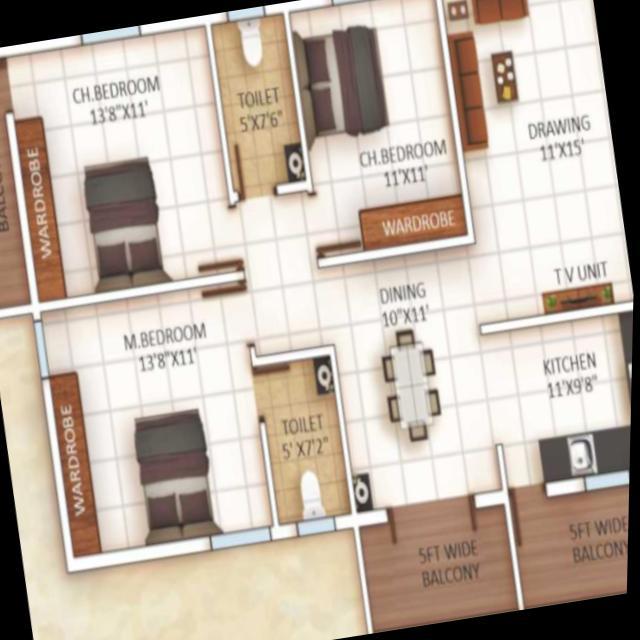 CH.BEDROOM
13'8"X11'
WARDROBE
TOILET
5'X7'6"
CH.BEDROOM
11'X11'
WARDROBE
DRAWING
11'X15'
T V UNIT
DINING
10"X11'
M.BEDROOM
13'8"X11'
WARDROBE
TOILET
5' X7'2"
KITCHEN
11'X9'8"
5FT WIDE
BALCONY
5FT WIDE
BALCONY